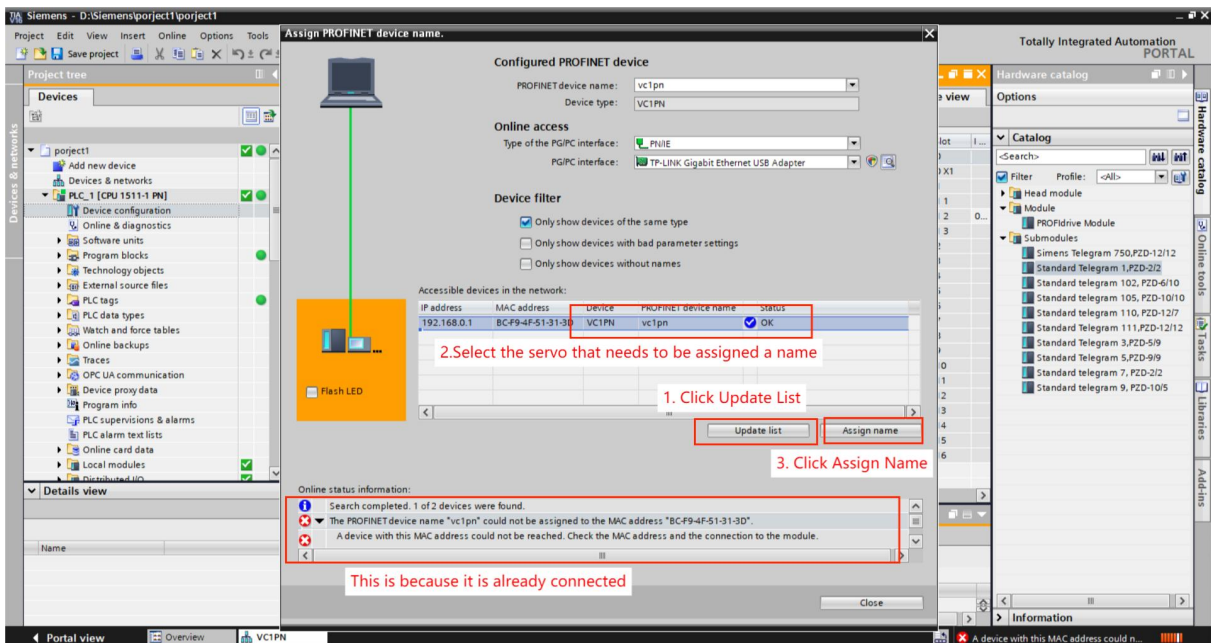 Siemens - D:\Siemens\porject1\porject1
Project Edit View Insert Online Options Tools
Save project
Totally Integrated Automation
PORTAL
Project tree
Devices
Devices & networks
porject1
Add new device
Devices & networks
PLC_1 [CPU 1511-1 PN]
Device configuration
Online & diagnostics
Software units
Program blocks
Technology objects
External source files
PLC tags
PLC data types
Watch and force tables
Online backups
Traces
OPC UA communication
Device proxy data
Program info
PLC supervisions & alarms
PLC alarm text lists
Online card data
Local modules
Distributed I/O
Details view
Name
Assign PROFINET device name.
Configured PROFINET device
PROFINET device name: vc1pn
Device type: VC1PN
Online access
Type of the PG/PC interface: PN/IE
PG/PC interface: TP-LINK Gigabit Ethernet USB Adapter
Device filter
Only show devices of the same type
Only show devices with bad parameter settings
Only show devices without names
Accessible devices in the network:
IP address MAC address Device PROFINET device name Status
192.168.0.1 BC-F9-4F-51-31-3D VC1PN vc1pn OK
2.Select the servo that needs to be assigned a name
Flash LED
1. Click Update List
Update list Assign name
3. Click Assign Name
Online status information:
Search completed. 1 of 2 devices were found.
The PROFINET device name "vc1pn" could not be assigned to the MAC address "BC-F9-4F-51-31-3D".
A device with this MAC address could not be reached. Check the MAC address and the connection to the module.
This is because it is already connected
Close
Hardware catalog
Options
Catalog
<Search>
Filter Profile: <All>
Head module
Module
PROFIdrive Module
Submodules
Simens Telegram 750,PZD-12/12
Standard Telegram 1,PZD-2/2
Standard telegram 102, PZD-6/10
Standard telegram 105, PZD-10/10
Standard telegram 110, PZD-12/7
Standard Telegram 111,PZD-12/12
Standard Telegram 3,PZD-5/9
Standard Telegram 5,PZD-9/9
Standard telegram 7, PZD-2/2
Standard telegram 9, PZD-10/5
Information
Hardware catalog
Online tools
Tasks
Libraries
Add-ins
Portal view Overview VC1PN
A device with this MAC address could n...